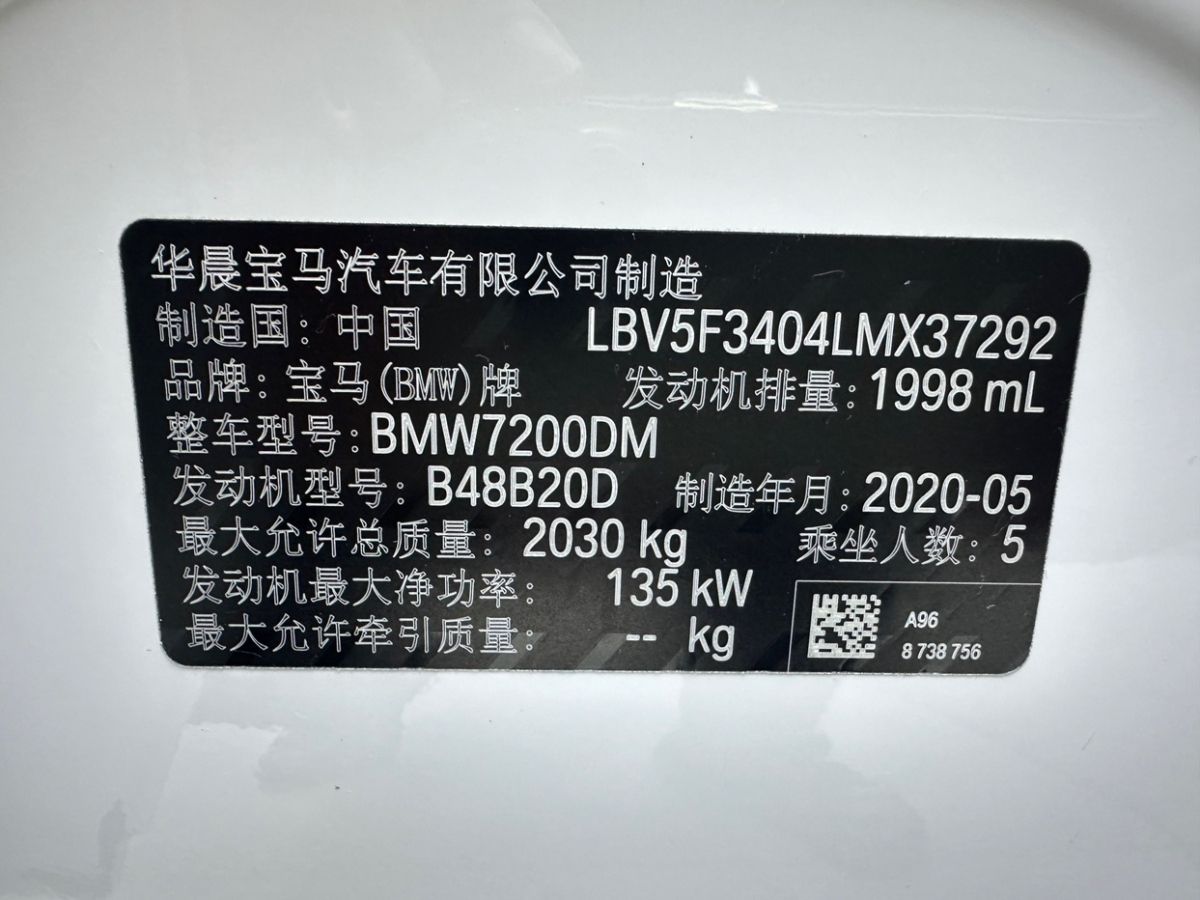 华晨宝马汽车有限公司制造
制造国：中国 LBV5F3404LMX37292
品牌：宝马(BMW)牌 发动机排量：1998 mL
整车型号：BMW7200DM
发动机型号：B48B20D 制造年月：2020-05
最大允许总质量：2030 kg 乘坐人数：5
发动机最大净功率：135 kW
最大允许牵引质量：-- kg
A96
8 738 756